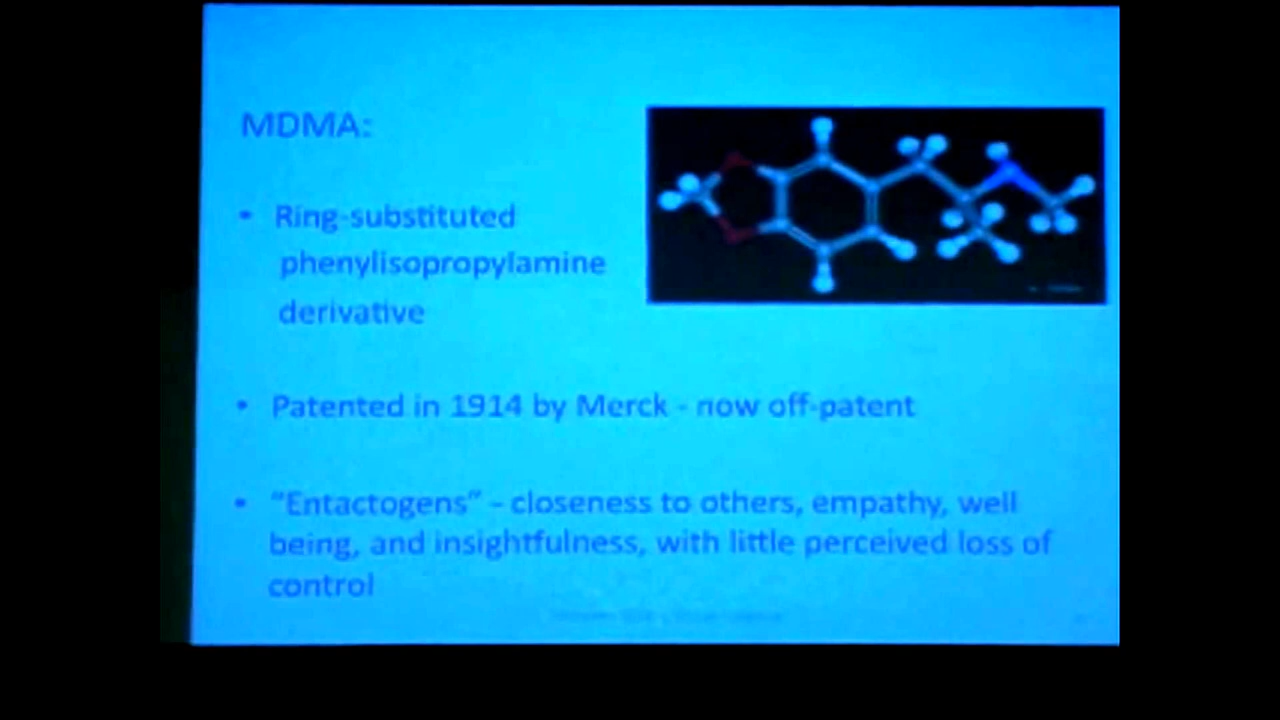 MDMA:
• Ring-substituted
phenylisopropylamine
derivative
• Patented in 1914 by Merck - now off-patent
• “Entactogens” – closeness to others, empathy, well
being, and insightfulness, with little perceived loss of
control